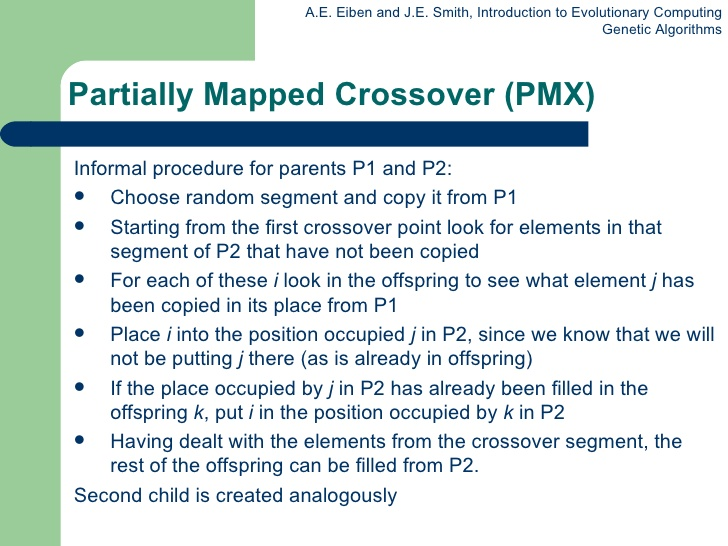 A.E. Eiben and J.E. Smith, Introduction to Evolutionary Computing
Genetic Algorithms
Partially Mapped Crossover (PMX)
Informal procedure for parents P1 and P2:
Choose random segment and copy it from P1
Starting from the first crossover point look for elements in that
segment of P2 that have not been copied
For each of these i look in the offspring to see what element j has
been copied in its place from P1
Place i into the position occupied j in P2, since we know that we will
not be putting j there (as is already in offspring)
If the place occupied by j in P2 has already been filled in the
offspring k, put i in the position occupied by k in P2
Having dealt with the elements from the crossover segment, the
rest of the offspring can be filled from P2.
Second child is created analogously